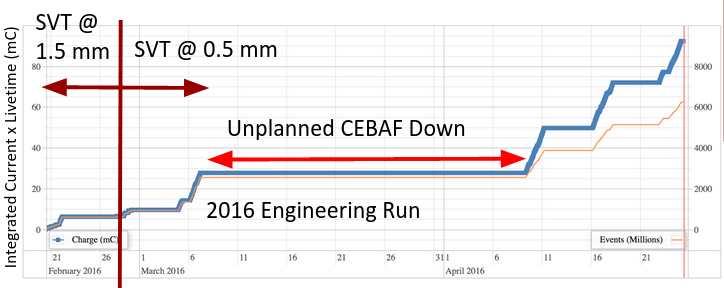 SVT @
1.5 mm
SVT @ 0.5 mm
Integrated Current x Livetime (mC)
80
60
40
20
0
8000
6000
4000
2000
0
Unplanned CEBAF Down
2016 Engineering Run
Charge (mC)
Events (Millions)
21 26 1 6 11 16 21 26 31 1 6 11 16 21
February 2016 March 2016 April 2016